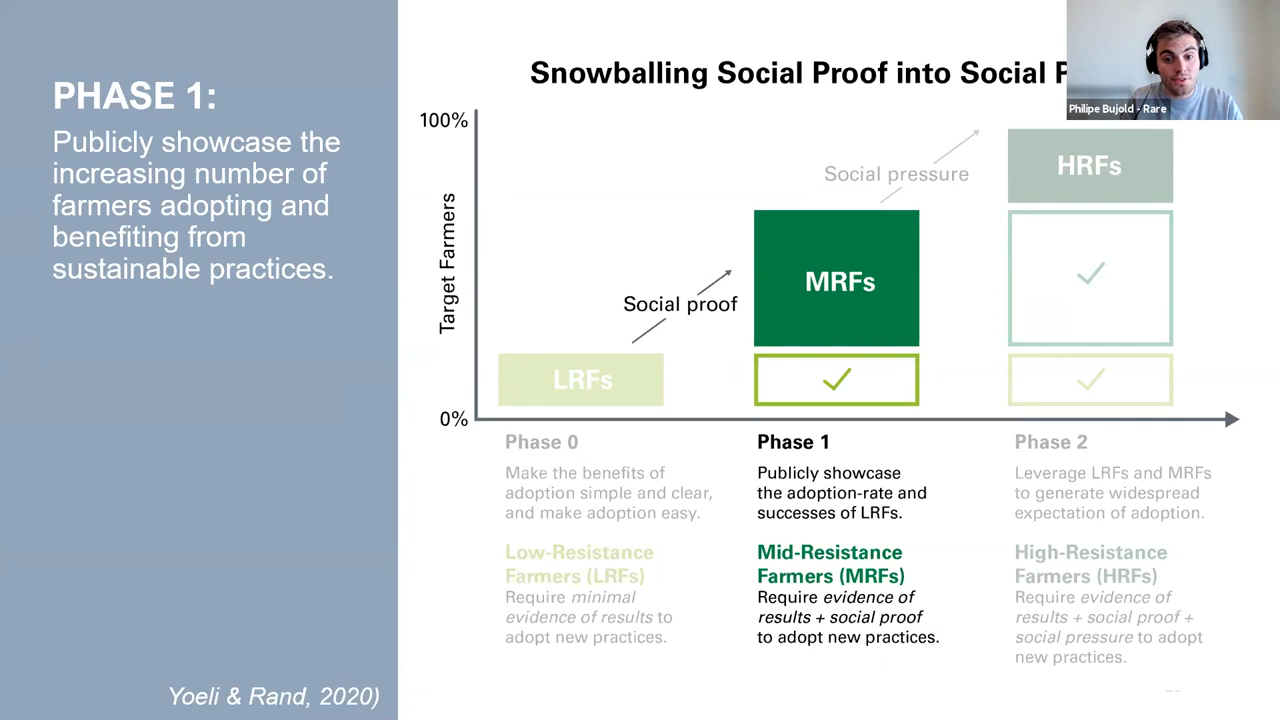 PHASE 1:
Publicly showcase the
increasing number of
farmers adopting and
benefiting from
sustainable practices.
Yoeli & Rand, 2020)
Snowballing Social Proof into Social
Philipe Bujold - Rare
100%
Target Farmers
0%
Social proof
Social pressure
LRFs
MRFs
HRFs
Phase 0
Make the benefits of
adoption simple and clear,
and make adoption easy.
Low-Resistance
Farmers (LRFs)
Require minimal
evidence of results to
adopt new practices.
Phase 1
Publicly showcase
the adoption-rate and
successes of LRFs.
Mid-Resistance
Farmers (MRFs)
Require evidence of
results + social proof
to adopt new practices.
Phase 2
Leverage LRFs and MRFs
to generate widespread
expectation of adoption.
High-Resistance
Farmers (HRFs)
Require evidence of
results + social proof +
social pressure to adopt
new practices.